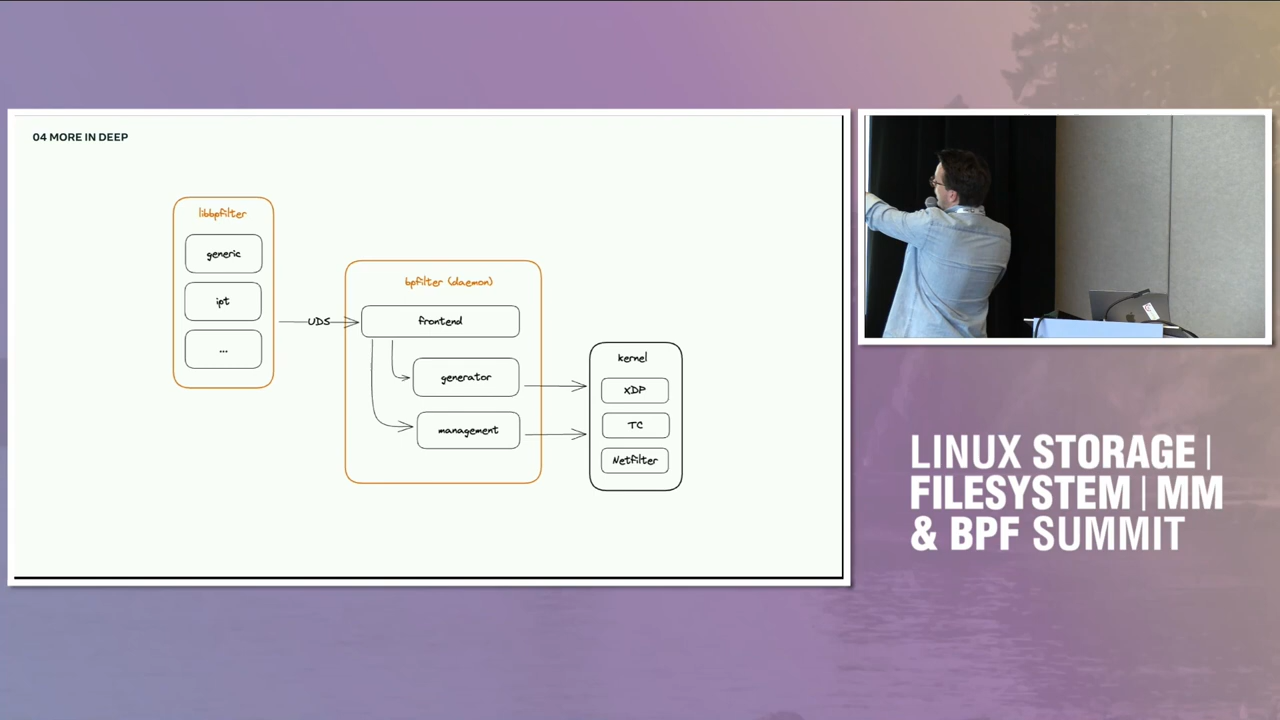 04 MORE IN DEEP
libbpfilter
generic
ipt
...
UDS
bpfilter (daemon)
frontend
generator
management
kernel
XDP
TC
Netfilter
LINUX STORAGE|
FILESYSTEM|MM
& BPF SUMMIT